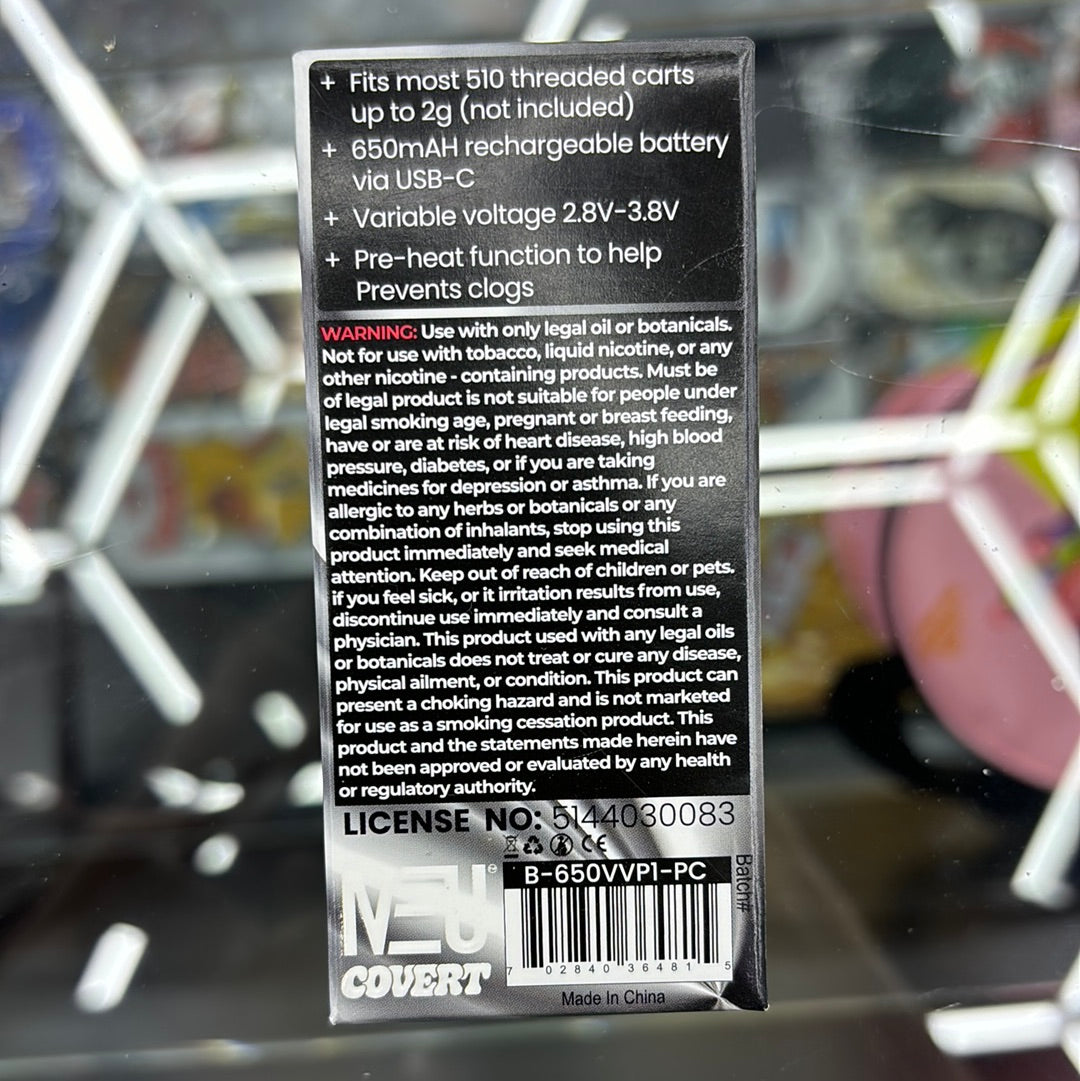 + Fits most 510 threaded carts
up to 2g (not included)
+ 650mAH rechargeable battery
via USB-C
+ Variable voltage 2.8V-3.8V
+ Pre-heat function to help
Prevents clogs
WARNING: Use with only legal oil or botanicals.
Not for use with tobacco, liquid nicotine, or any
other nicotine - containing products. Must be
of legal product is not suitable for people under
legal smoking age, pregnant or breast feeding,
have or are at risk of heart disease, high blood
pressure, diabetes, or if you are taking
medicines for depression or asthma. If you are
allergic to any herbs or botanicals or any
combination of inhalants, stop using this
product immediately and seek medical
attention. Keep out of reach of children or pets.
if you feel sick, or it irritation results from use,
discontinue use immediately and consult a
physician. This product used with any legal oils
or botanicals does not treat or cure any disease,
physical ailment, or condition. This product can
present a choking hazard and is not marketed
for use as a smoking cessation product. This
product and the statements made herein have
not been approved or evaluated by any health
or regulatory authority.
LICENSE NO: 5144030083
CE
NEU
COVERT
B-650VVP1-PC
Batch#
7 02840 36481 5
Made In China